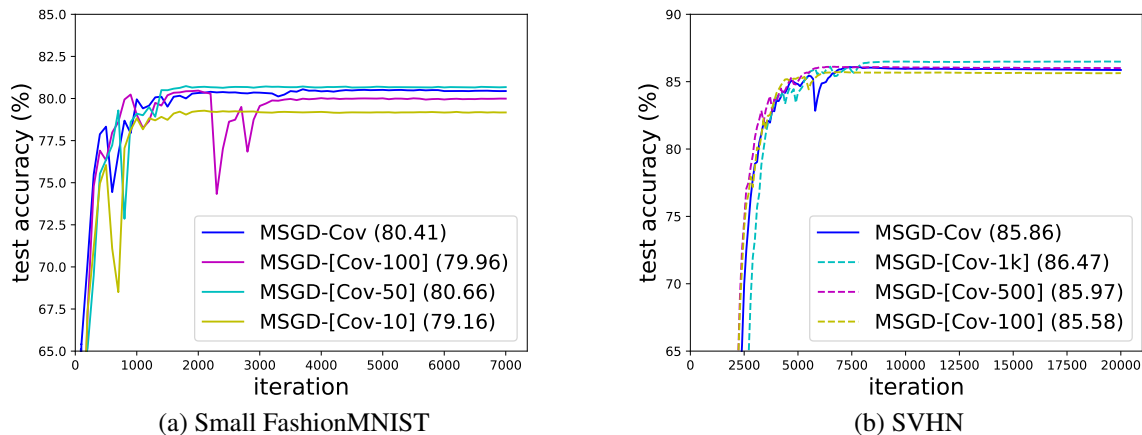 85.0
82.5
80.0
77.5
75.0
72.5
70.0
67.5
65.0
test accuracy (%)
MSGD-Cov (80.41)
MSGD-[Cov-100] (79.96)
MSGD-[Cov-50] (80.66)
MSGD-[Cov-10] (79.16)
0 1000 2000 3000 4000 5000 6000 7000
iteration
(a) Small FashionMNIST
90
85
80
75
70
65
test accuracy (%)
MSGD-Cov (85.86)
MSGD-[Cov-1k] (86.47)
MSGD-[Cov-500] (85.97)
MSGD-[Cov-100] (85.58)
0 2500 5000 7500 10000 12500 15000 17500 20000
iteration
(b) SVHN